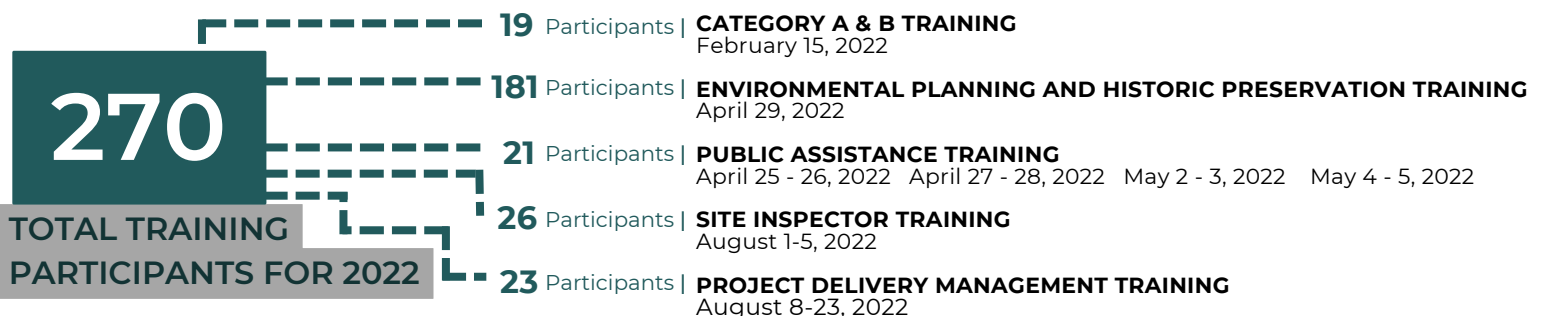 270
TOTAL TRAINING
PARTICIPANTS FOR 2022
19 Participants | CATEGORY A & B TRAINING
February 15, 2022
181 Participants | ENVIRONMENTAL PLANNING AND HISTORIC PRESERVATION TRAINING
April 29, 2022
21 Participants | PUBLIC ASSISTANCE TRAINING
April 25 - 26, 2022 April 27 - 28, 2022 May 2 - 3, 2022 May 4 - 5, 2022
26 Participants | SITE INSPECTOR TRAINING
August 1-5, 2022
23 Participants | PROJECT DELIVERY MANAGEMENT TRAINING
August 8-23, 2022